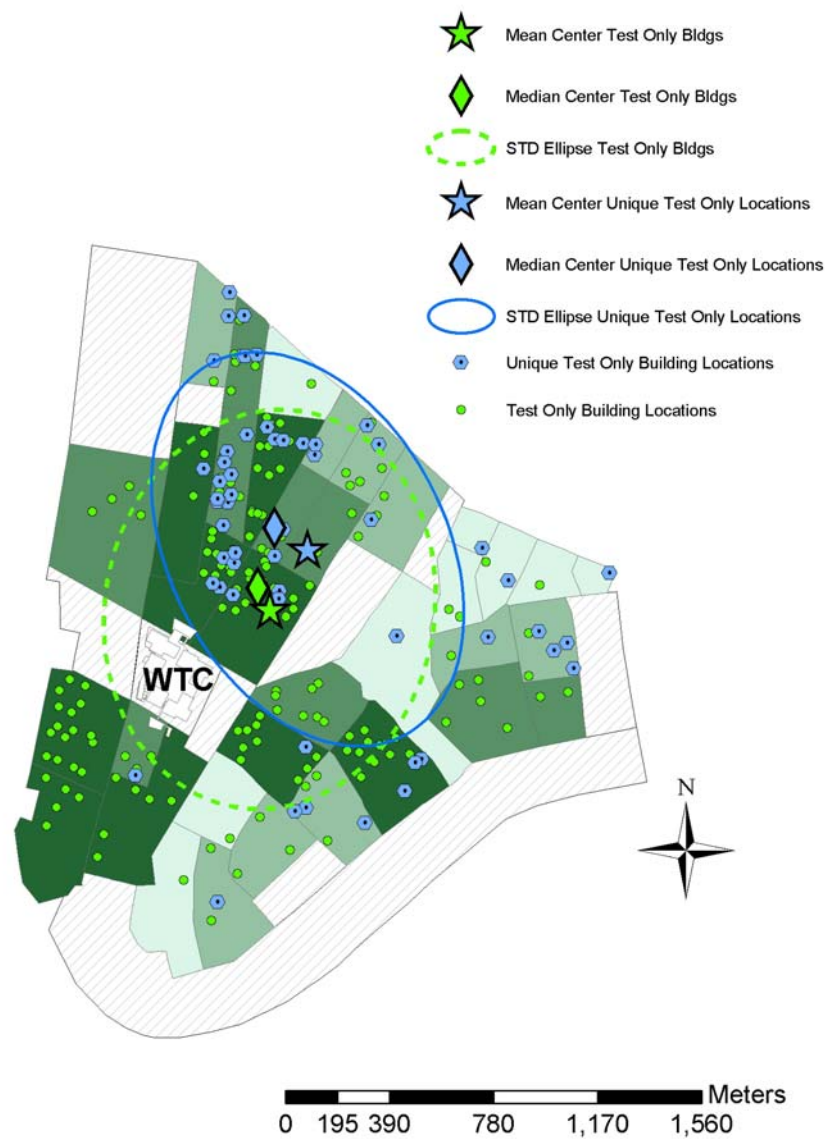 Mean Center Test Only Bldgs
Median Center Test Only Bldgs
STD Ellipse Test Only Bldgs
Mean Center Unique Test Only Locations
Median Center Unique Test Only Locations
STD Ellipse Unique Test Only Locations
Unique Test Only Building Locations
Test Only Building Locations
WTC
N
Meters
0 195 390 780 1,170 1,560